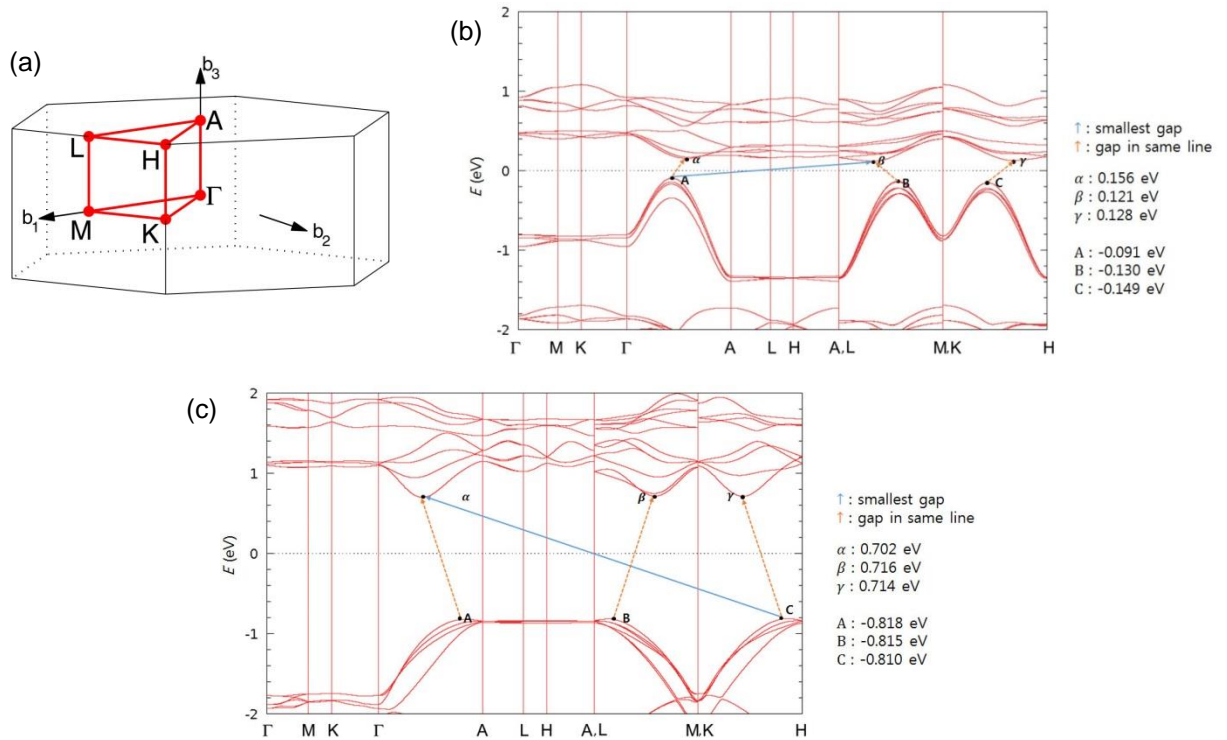 (a)
b₃
A
L
H
Γ
b₁
M
K
b₂
(b)
2
1
0
-1
-2
E (eV)
α
β
γ
A
B
C
Γ
M
K
Γ
A
L
H
A,L
M,K
H
↑ : smallest gap
↑ : gap in same line
α : 0.156 eV
β : 0.121 eV
γ : 0.128 eV
A : -0.091 eV
B : -0.130 eV
C : -0.149 eV
(c)
2
1
0
-1
-2
E (eV)
α
β
γ
A
B
C
Γ
M
K
Γ
A
L
H
A,L
M,K
H
↑ : smallest gap
↑ : gap in same line
α : 0.702 eV
β : 0.716 eV
γ : 0.714 eV
A : -0.818 eV
B : -0.815 eV
C : -0.810 eV